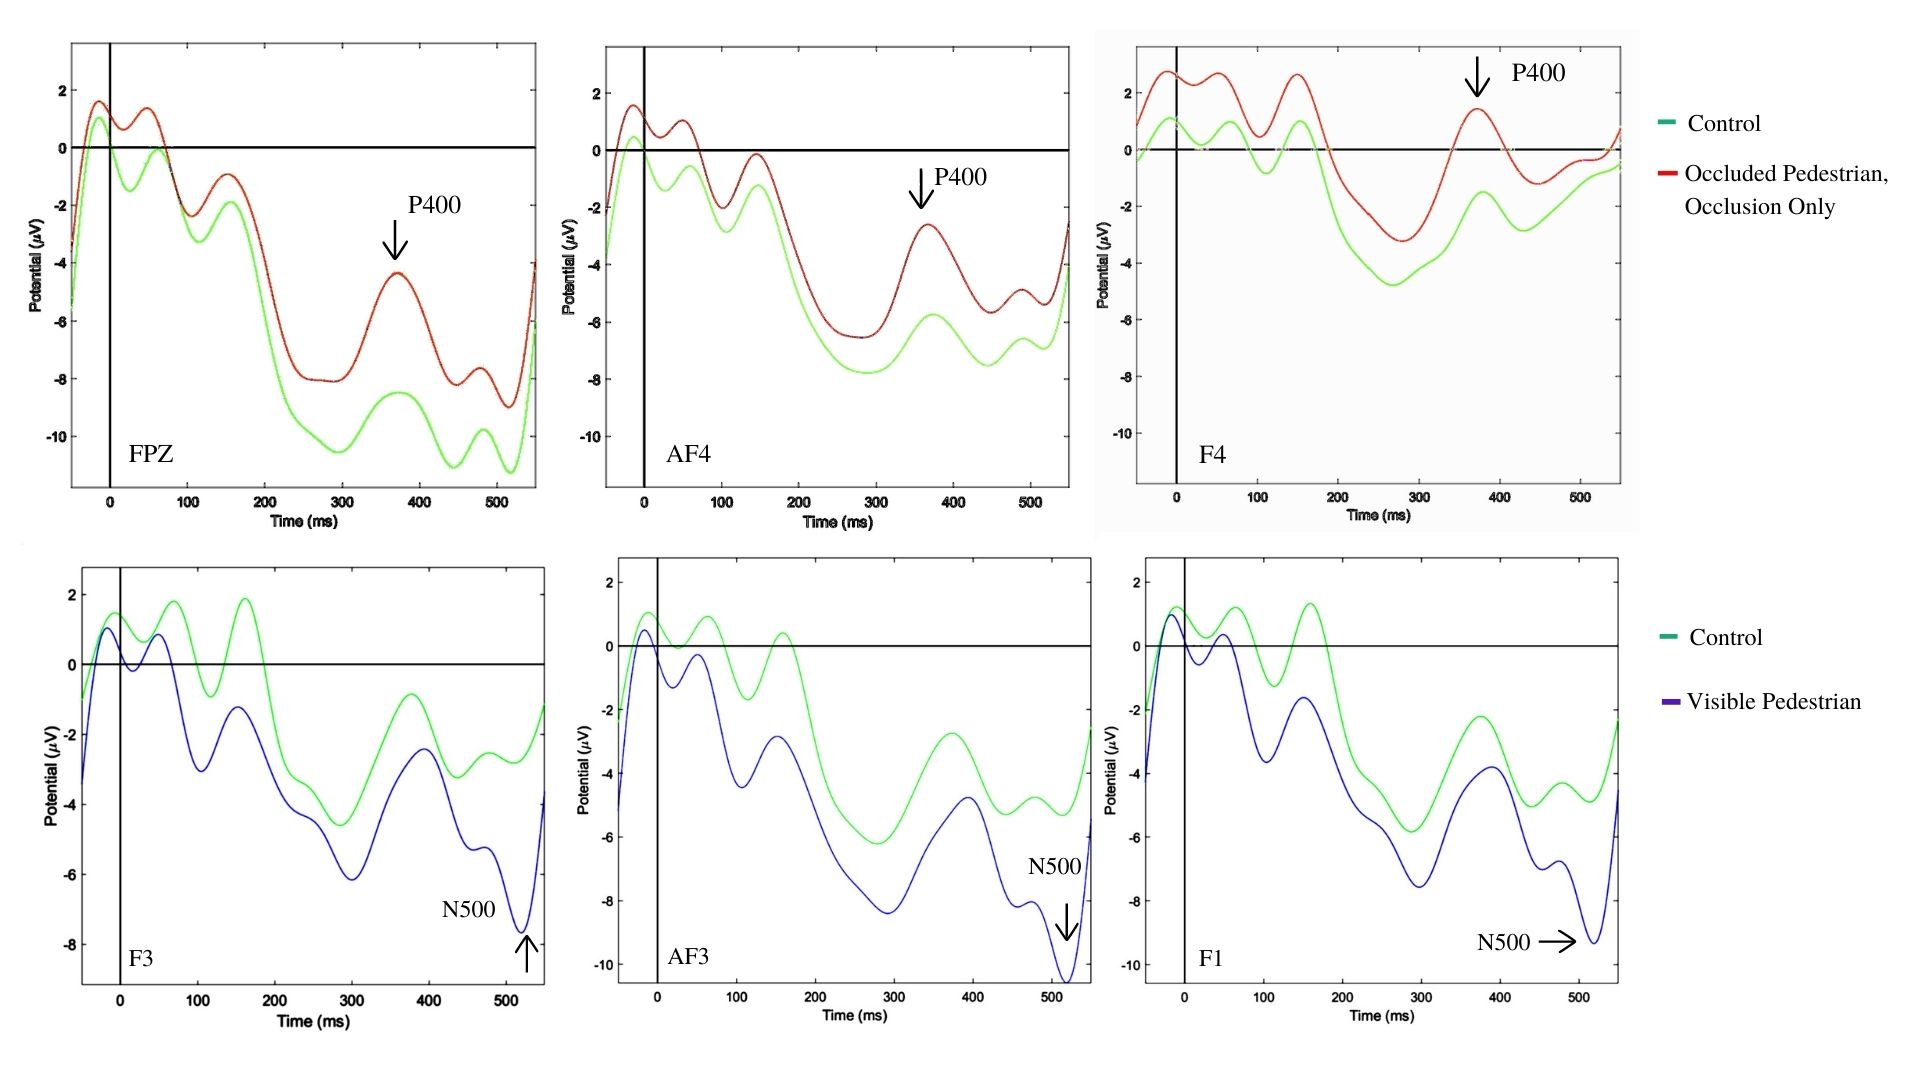 2
0
-2
-4
-6
-8
-10
Potential (μV)
P400
FPZ
0 100 200 300 400 500
Time (ms)
2
0
-2
-4
-6
-8
-10
Potential (μV)
P400
AF4
0 100 200 300 400 500
Time (ms)
2
0
-2
-4
-6
-8
-10
Potential (μV)
P400
F4
0 100 200 300 400 500
Time (ms)
Control
Occluded Pedestrian,
Occlusion Only
2
0
-2
-4
-6
-8
Potential (μV)
N500
F3
0 100 200 300 400 500
Time (ms)
2
0
-2
-4
-6
-8
-10
Potential (μV)
N500
AF3
0 100 200 300 400 500
Time (ms)
2
0
-2
-4
-6
-8
-10
Potential (μV)
N500
F1
0 100 200 300 400 500
Time (ms)
Control
Visible Pedestrian